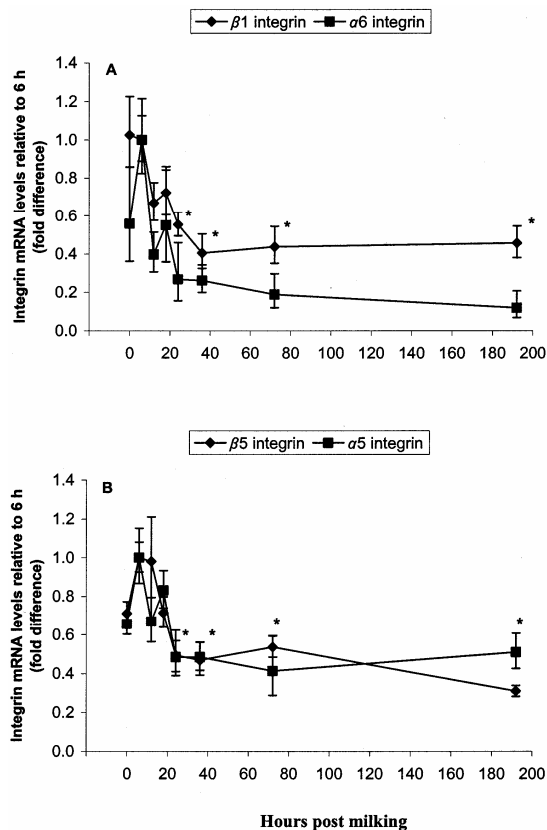 β1 integrin α6 integrin
A
Integrin mRNA levels relative to 6 h
(fold difference)
1.4
1.2
1.0
0.8
0.6
0.4
0.2
0.0
* * * *
-20 0 20 40 60 80 100 120 140 160 180 200
β5 integrin α5 integrin
B
Integrin mRNA levels relative to 6 h
(fold difference)
1.4
1.2
1.0
0.8
0.6
0.4
0.2
0.0
* * * *
-20 0 20 40 60 80 100 120 140 160 180 200
Hours post milking